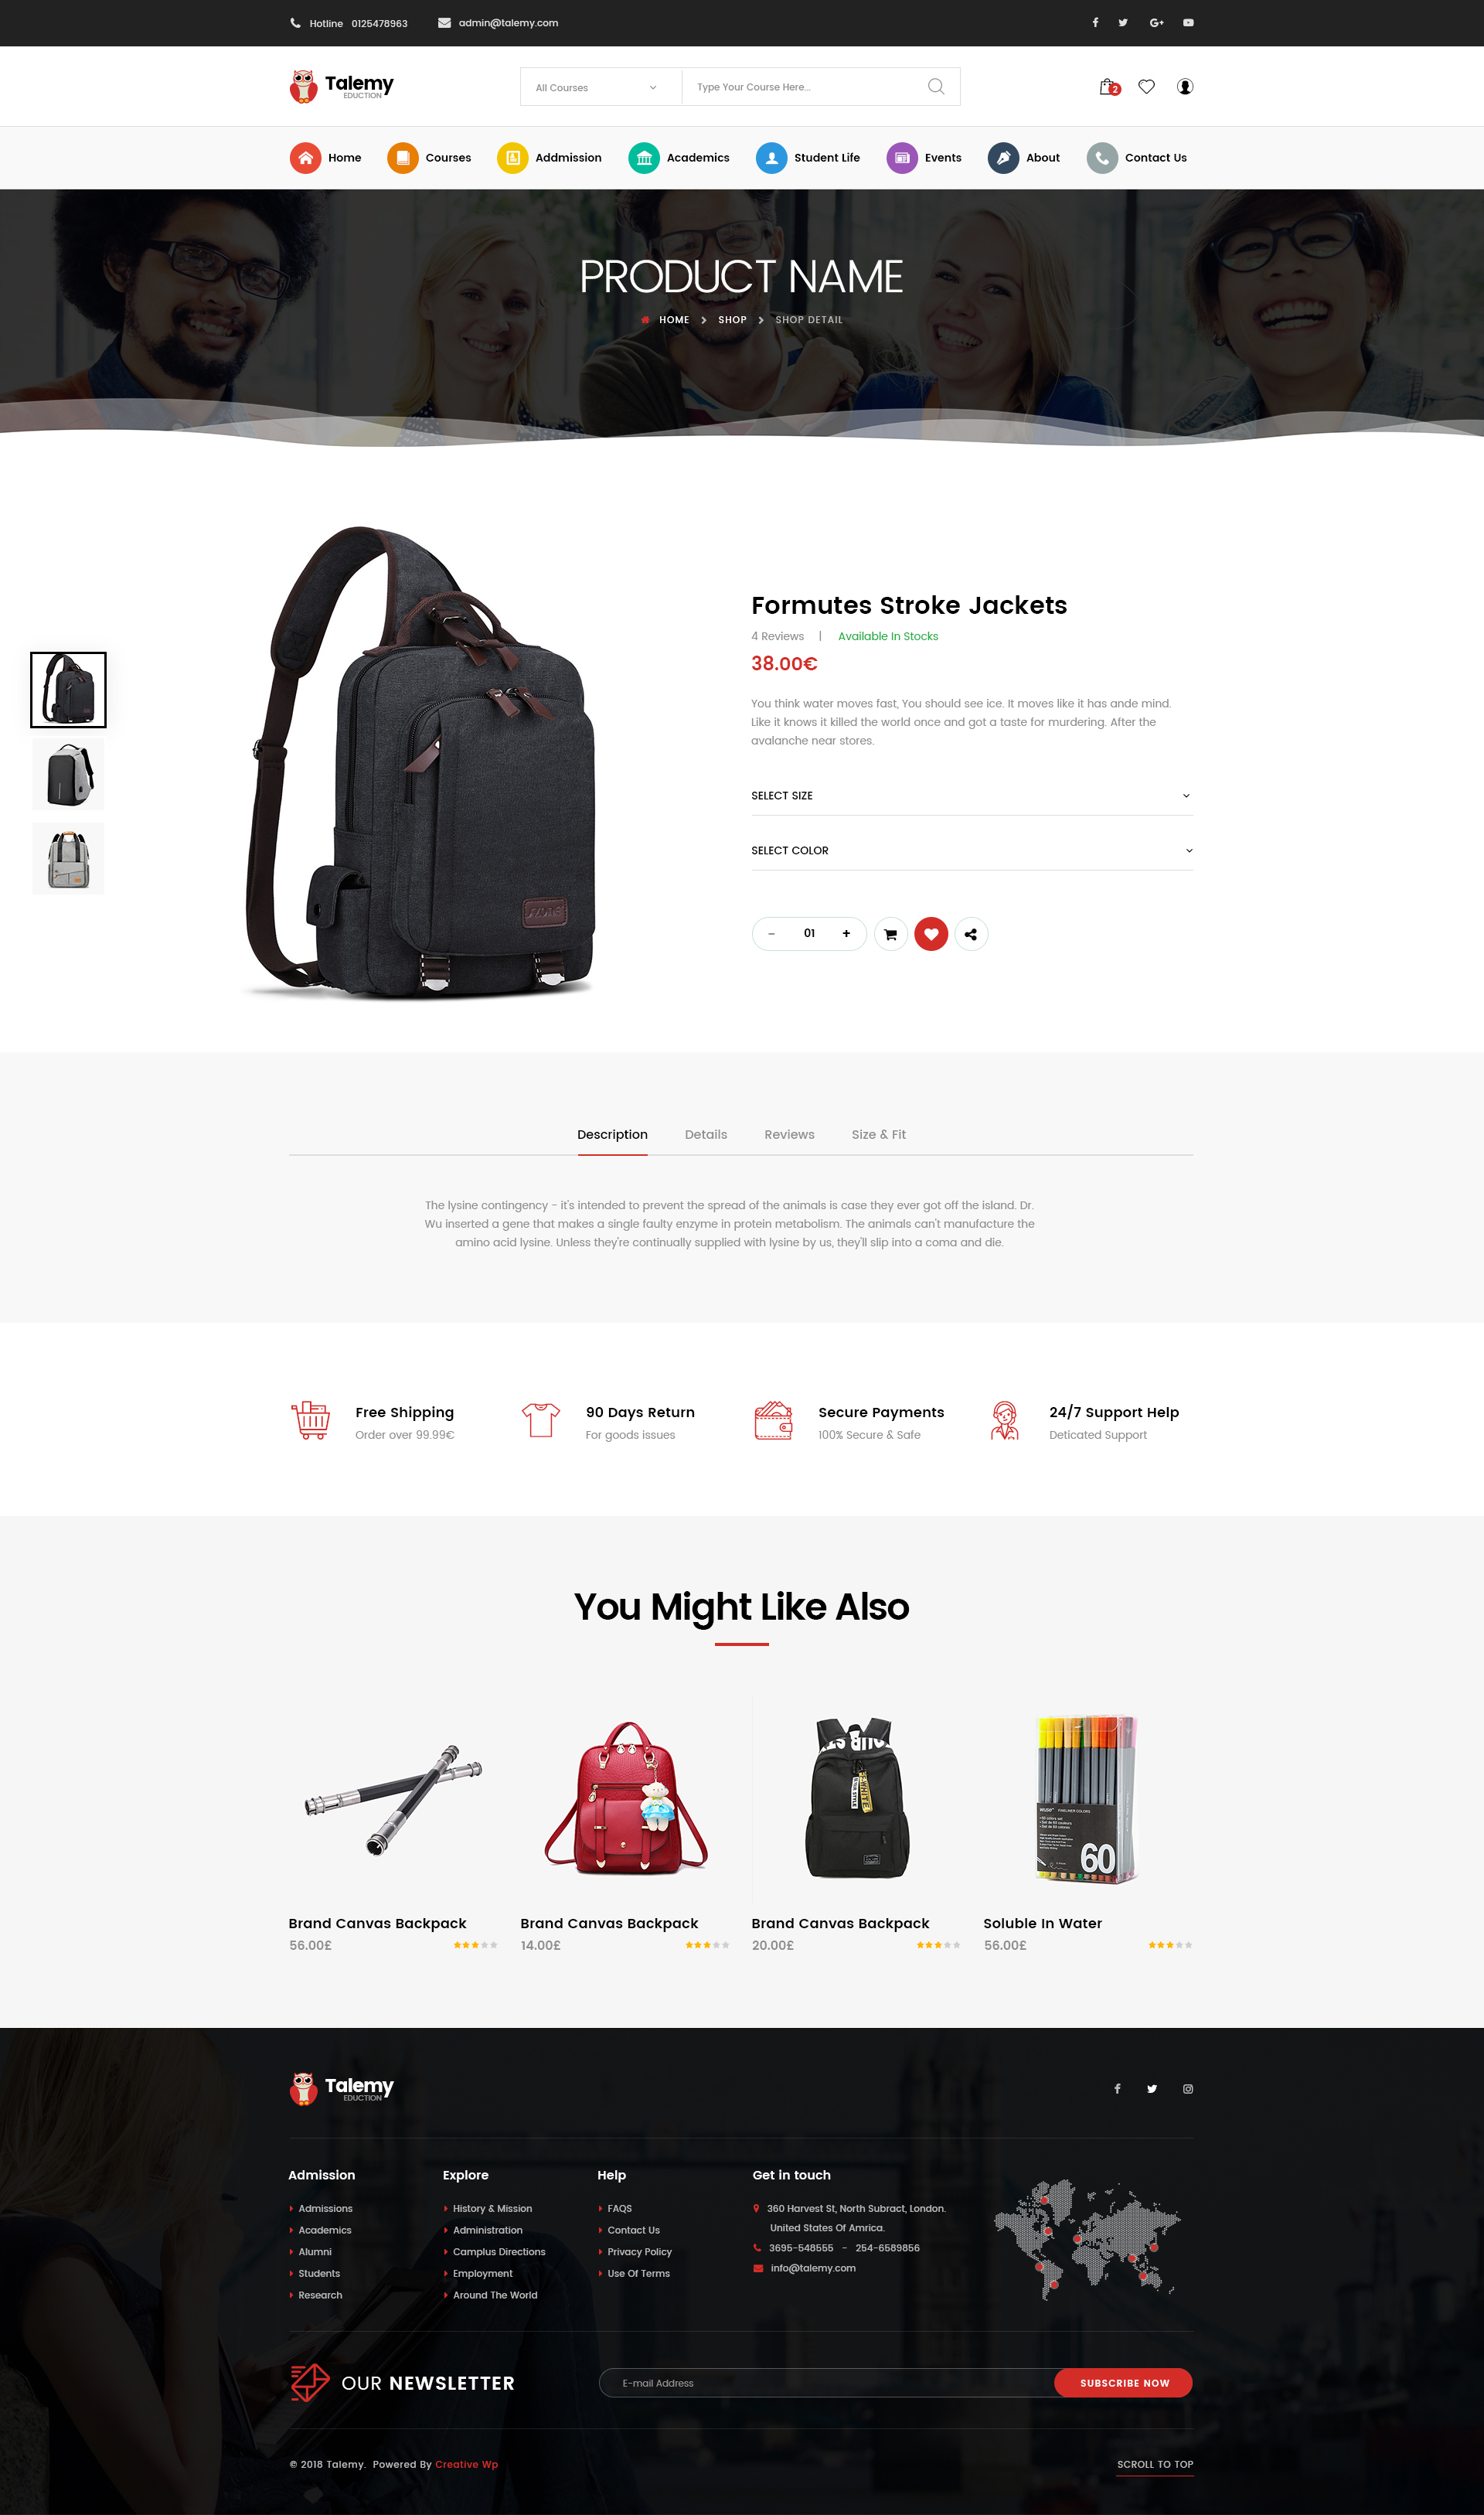 Hotline 0125478963 admin@talemy.com
Talemy
EDUCTION
All Courses Type Your Course Here...
2
Home Courses Addmission Academics Student Life Events About Contact Us
PRODUCT NAME
HOME SHOP SHOP DETAIL
Formutes Stroke Jackets
4 Reviews | Available In Stocks
38.00€
You think water moves fast, You should see ice. It moves like it has ande mind.
Like it knows it killed the world once and got a taste for murdering. After the
avalanche near stores.
SELECT SIZE
SELECT COLOR
− 01 +
Description Details Reviews Size & Fit
The lysine contingency - it's intended to prevent the spread of the animals is case they ever got off the island. Dr.
Wu inserted a gene that makes a single faulty enzyme in protein metabolism. The animals can't manufacture the
amino acid lysine. Unless they're continually supplied with lysine by us, they'll slip into a coma and die.
Free Shipping
Order over 99.99€
90 Days Return
For goods issues
Secure Payments
100% Secure & Safe
24/7 Support Help
Deticated Support
You Might Like Also
60
Brand Canvas Backpack
56.00£
Brand Canvas Backpack
14.00£
Brand Canvas Backpack
20.00£
Soluble In Water
56.00£
Talemy
EDUCTION
Admission
Admissions
Academics
Alumni
Students
Research
Explore
History & Mission
Administration
Camplus Directions
Employment
Around The World
Help
FAQS
Contact Us
Privacy Policy
Use Of Terms
Get in touch
360 Harvest St, North Subract, London.
United States Of Amrica.
3695-548555 - 254-6589856
info@talemy.com
OUR NEWSLETTER
E-mail Address
SUBSCRIBE NOW
© 2018 Talemy. Powered By Creative Wp
SCROLL TO TOP